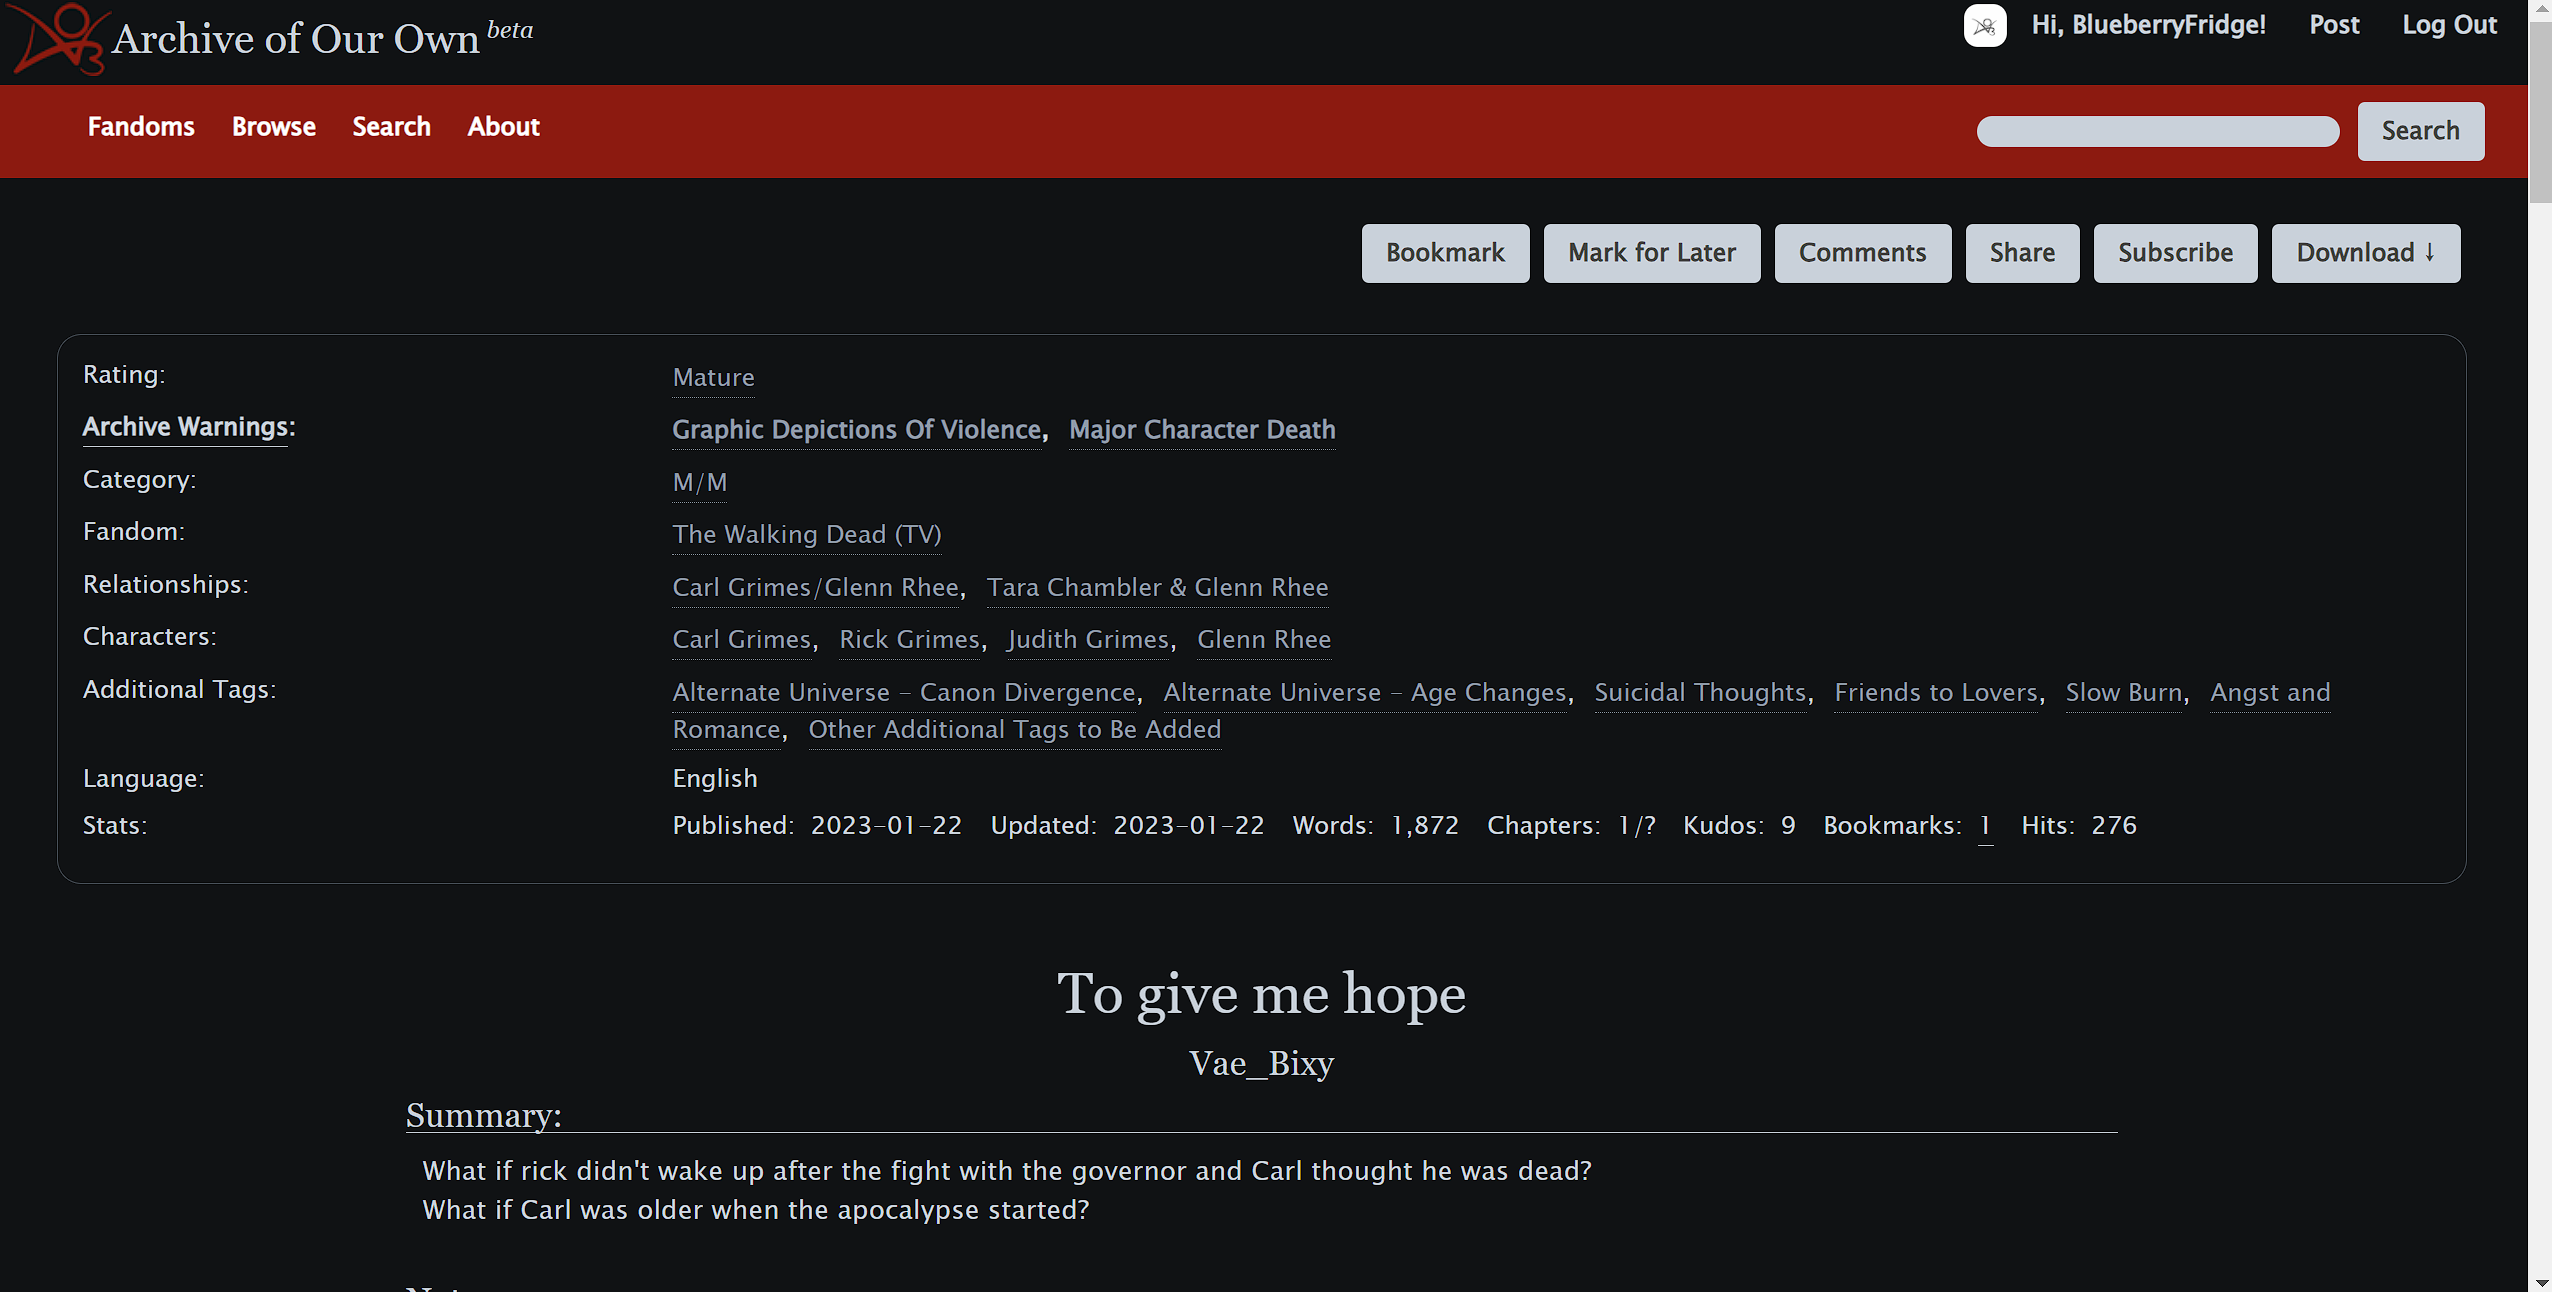 Archive of Our Own beta
Hi, BlueberryFridge! Post Log Out
Fandoms Browse Search About
Search
Bookmark Mark for Later Comments Share Subscribe Download ↓
Rating: Mature
Archive Warnings: Graphic Depictions Of Violence, Major Character Death
Category: M/M
Fandom: The Walking Dead (TV)
Relationships: Carl Grimes/Glenn Rhee, Tara Chambler & Glenn Rhee
Characters: Carl Grimes, Rick Grimes, Judith Grimes, Glenn Rhee
Additional Tags: Alternate Universe - Canon Divergence, Alternate Universe - Age Changes, Suicidal Thoughts, Friends to Lovers, Slow Burn, Angst and
Romance, Other Additional Tags to Be Added
Language: English
Stats: Published: 2023-01-22 Updated: 2023-01-22 Words: 1,872 Chapters: 1/? Kudos: 9 Bookmarks: 1 Hits: 276
To give me hope
Vae_Bixy
Summary:
What if rick didn't wake up after the fight with the governor and Carl thought he was dead?
What if Carl was older when the apocalypse started?